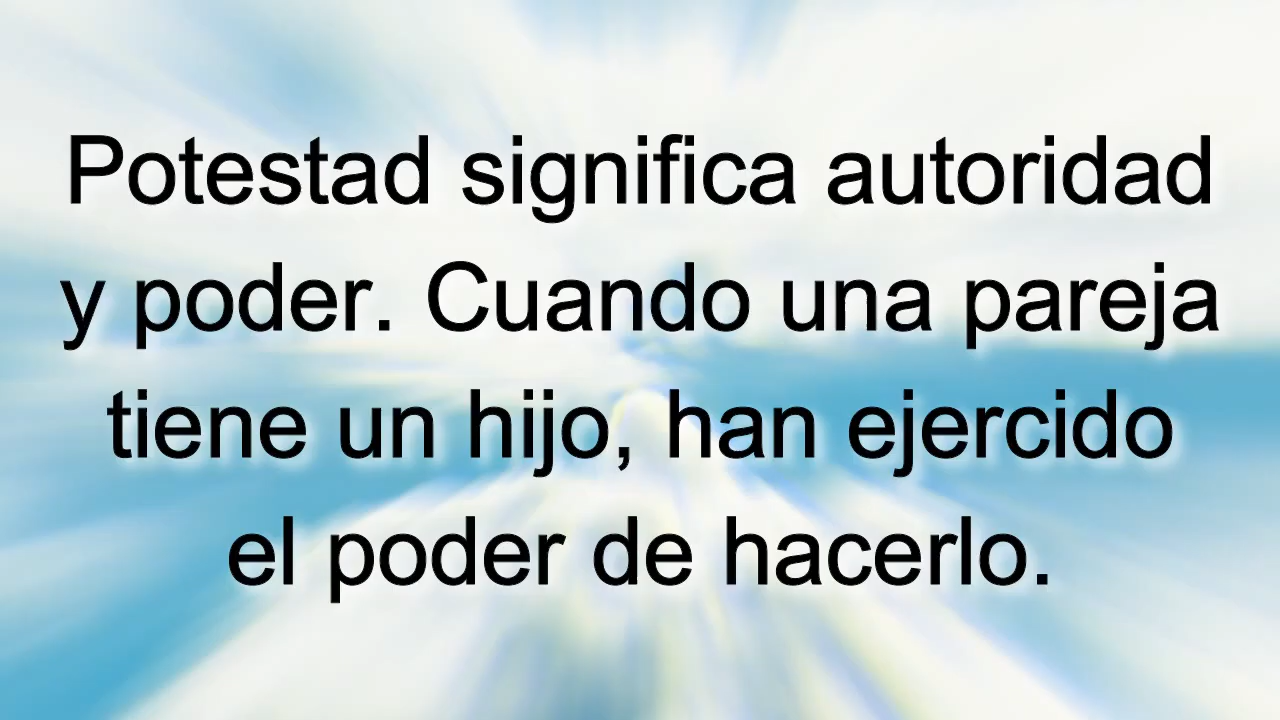 Potestad significa autoridad
y poder. Cuando una pareja
tiene un hijo, han ejercido
el poder de hacerlo.